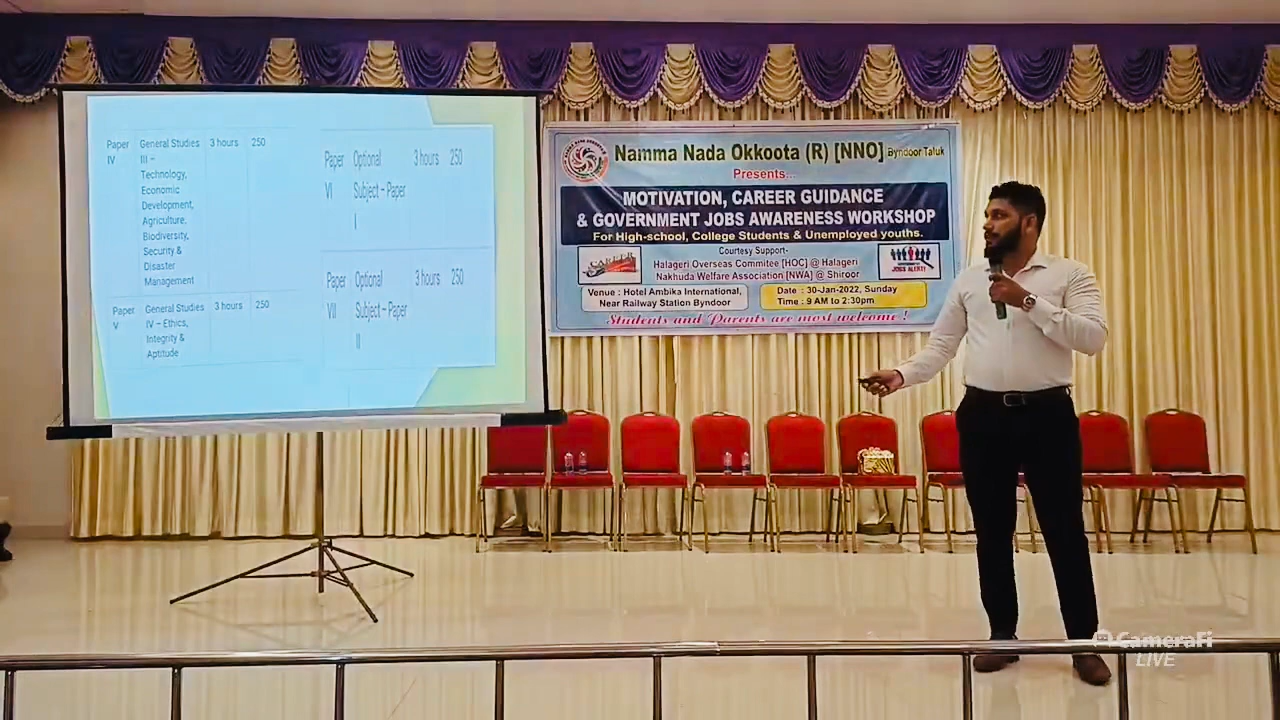 Paper IV General Studies III – Technology, Economic Development, Agriculture, Biodiversity, Security & Disaster Management 3 hours 250
Paper V General Studies IV – Ethics, Integrity & Aptitude 3 hours 250
Paper VI Optional Subject – Paper I 3 hours 250
Paper VII Optional Subject – Paper II 3 hours 250
Namma Nada Okkoota (R) [NNO] Byndoor Taluk
Presents...
MOTIVATION, CAREER GUIDANCE
& GOVERNMENT JOBS AWARENESS WORKSHOP
For High-school, College Students & Unemployed youths.
Courtesy Support-
Halageri Overseas Commitee [HOC] @ Halageri
Nakhuda Welfare Association [NWA] @ Shiroor
CAREER
JOBS ALERT!
Venue : Hotel Ambika International,
Near Railway Station Byndoor
Date : 30-Jan-2022, Sunday
Time : 9 AM to 2:30pm
Students and Parents are most welcome !
CameraFi
LIVE